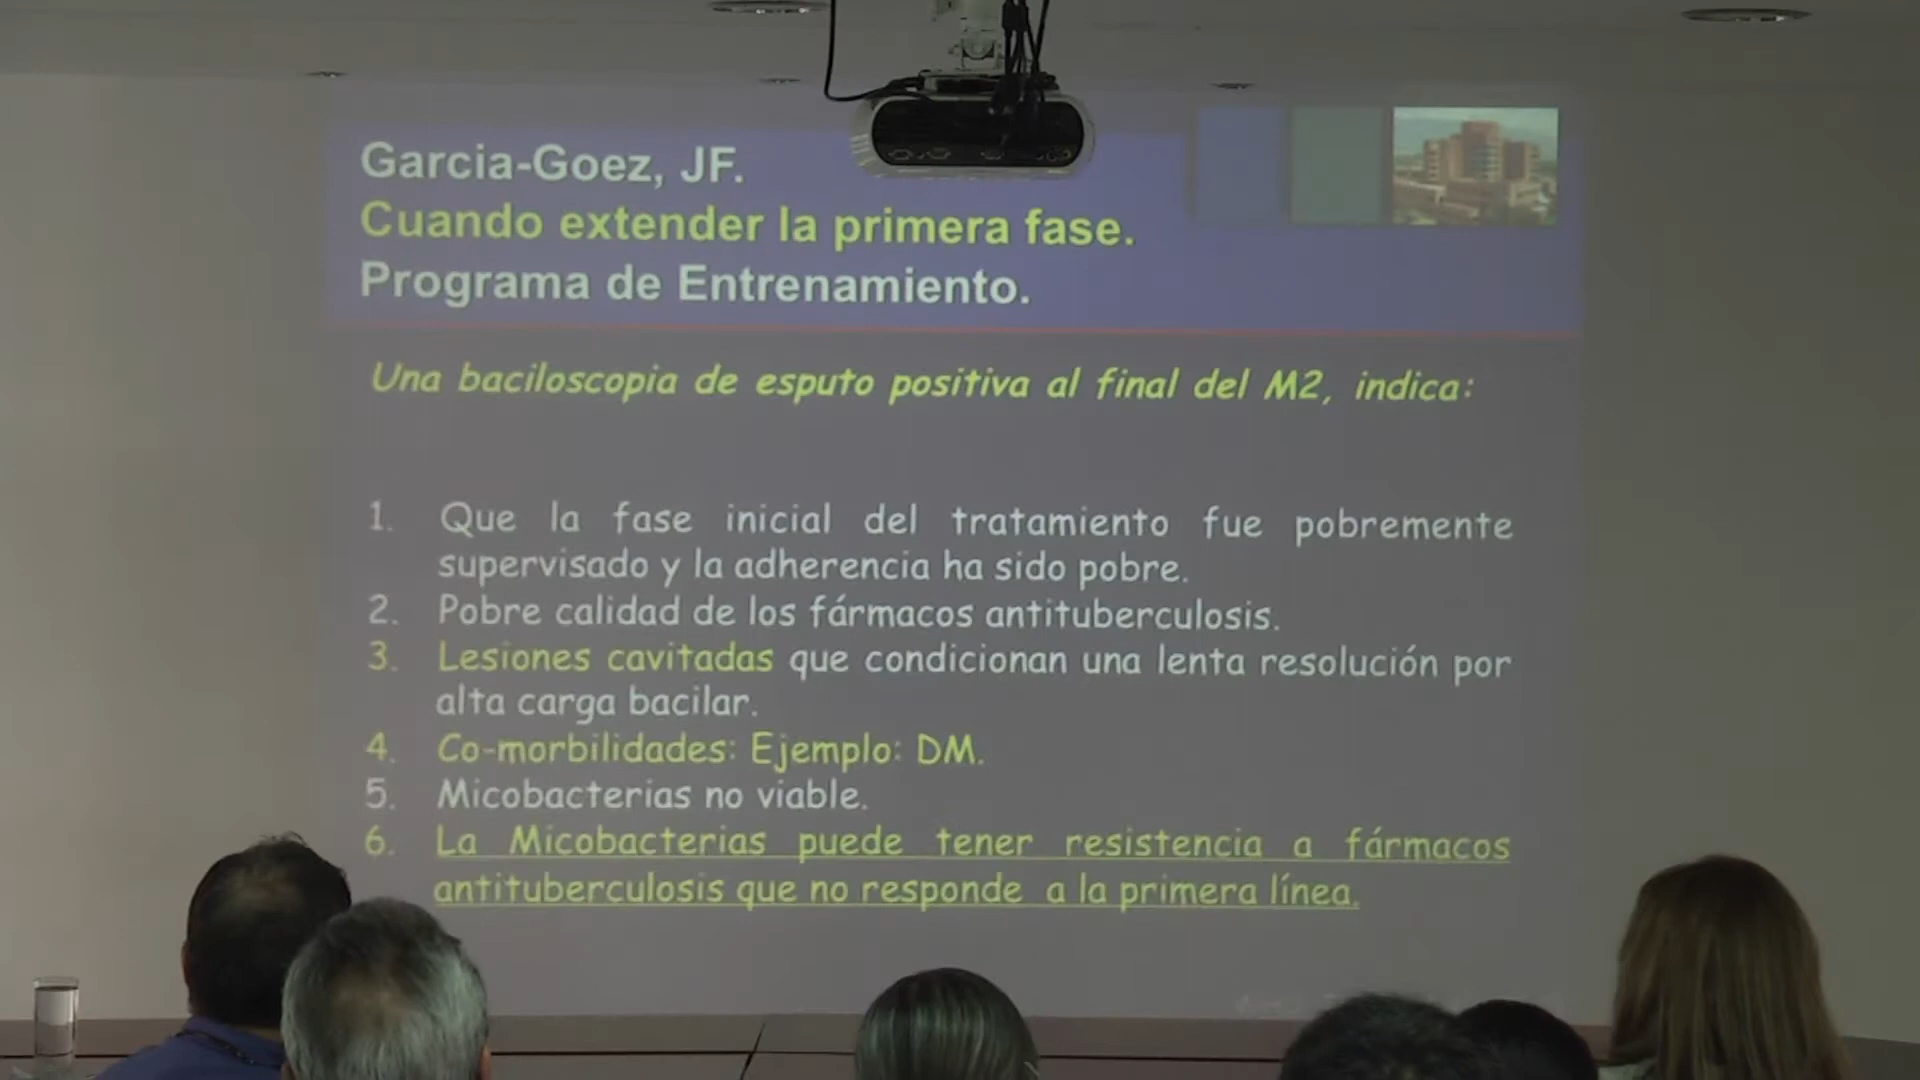 Garcia-Goez, JF.
Cuando extender la primera fase.
Programa de Entrenamiento.
Una baciloscopia de esputo positiva al final del M2, indica:
1. Que la fase inicial del tratamiento fue pobremente
supervisado y la adherencia ha sido pobre.
2. Pobre calidad de los fármacos antituberculosis.
3. Lesiones cavitadas que condicionan una lenta resolución por
alta carga bacilar.
4. Co-morbilidades: Ejemplo: DM.
5. Micobacterias no viable.
6. La Micobacterias puede tener resistencia a fármacos
antituberculosis que no responde a la primera línea.